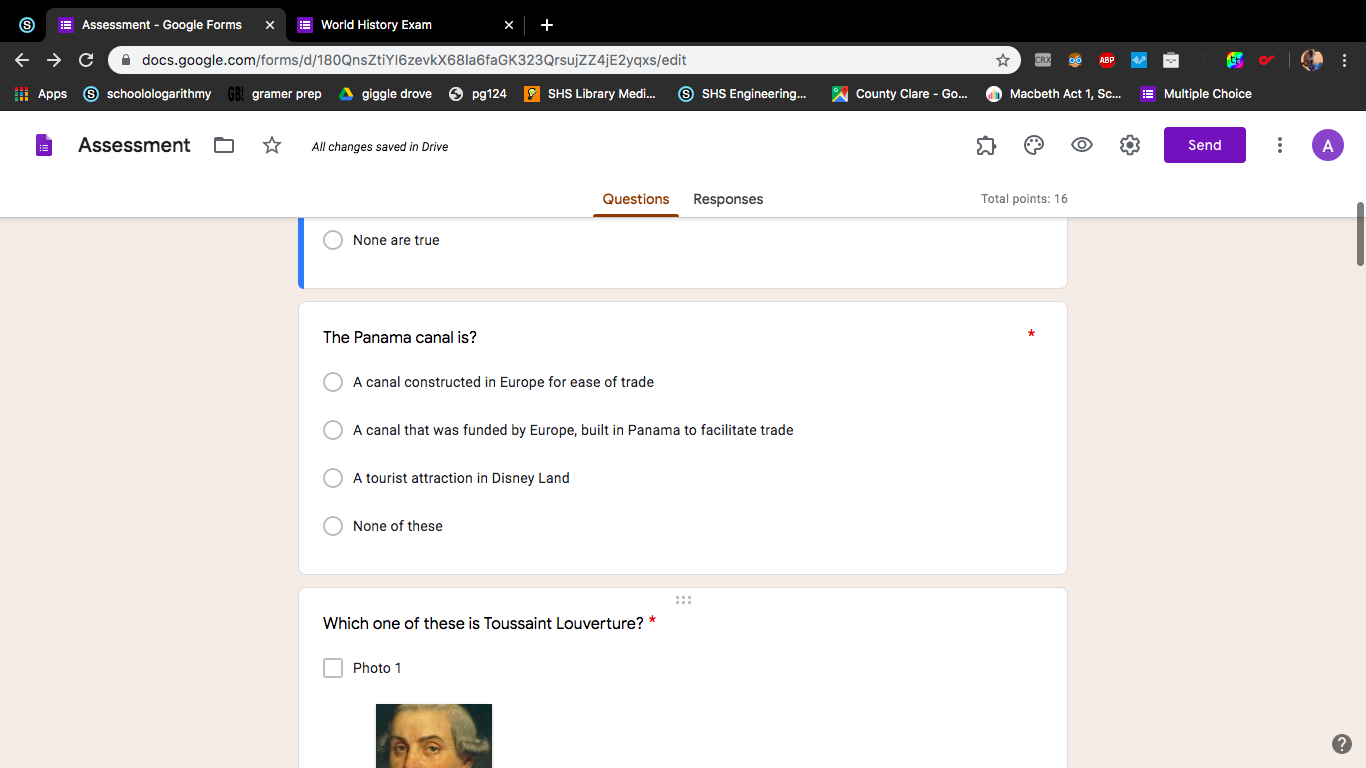 Assessment - Google Forms
World History Exam
docs.google.com/forms/d/180QnsZtiYI6zevkX68la6faGK323QrsujZZ4jE2yqxs/edit
CRX
ABP
Apps
schoolologarithmy
GB!
gramer prep
giggle drove
pg124
SHS Library Medi...
SHS Engineering...
County Clare - Go...
Macbeth Act 1, Sc...
Multiple Choice
Assessment
All changes saved in Drive
Send
A
Questions
Responses
Total points: 16
None are true
The Panama canal is?
*
A canal constructed in Europe for ease of trade
A canal that was funded by Europe, built in Panama to facilitate trade
A tourist attraction in Disney Land
None of these
Which one of these is Toussaint Louverture? *
Photo 1